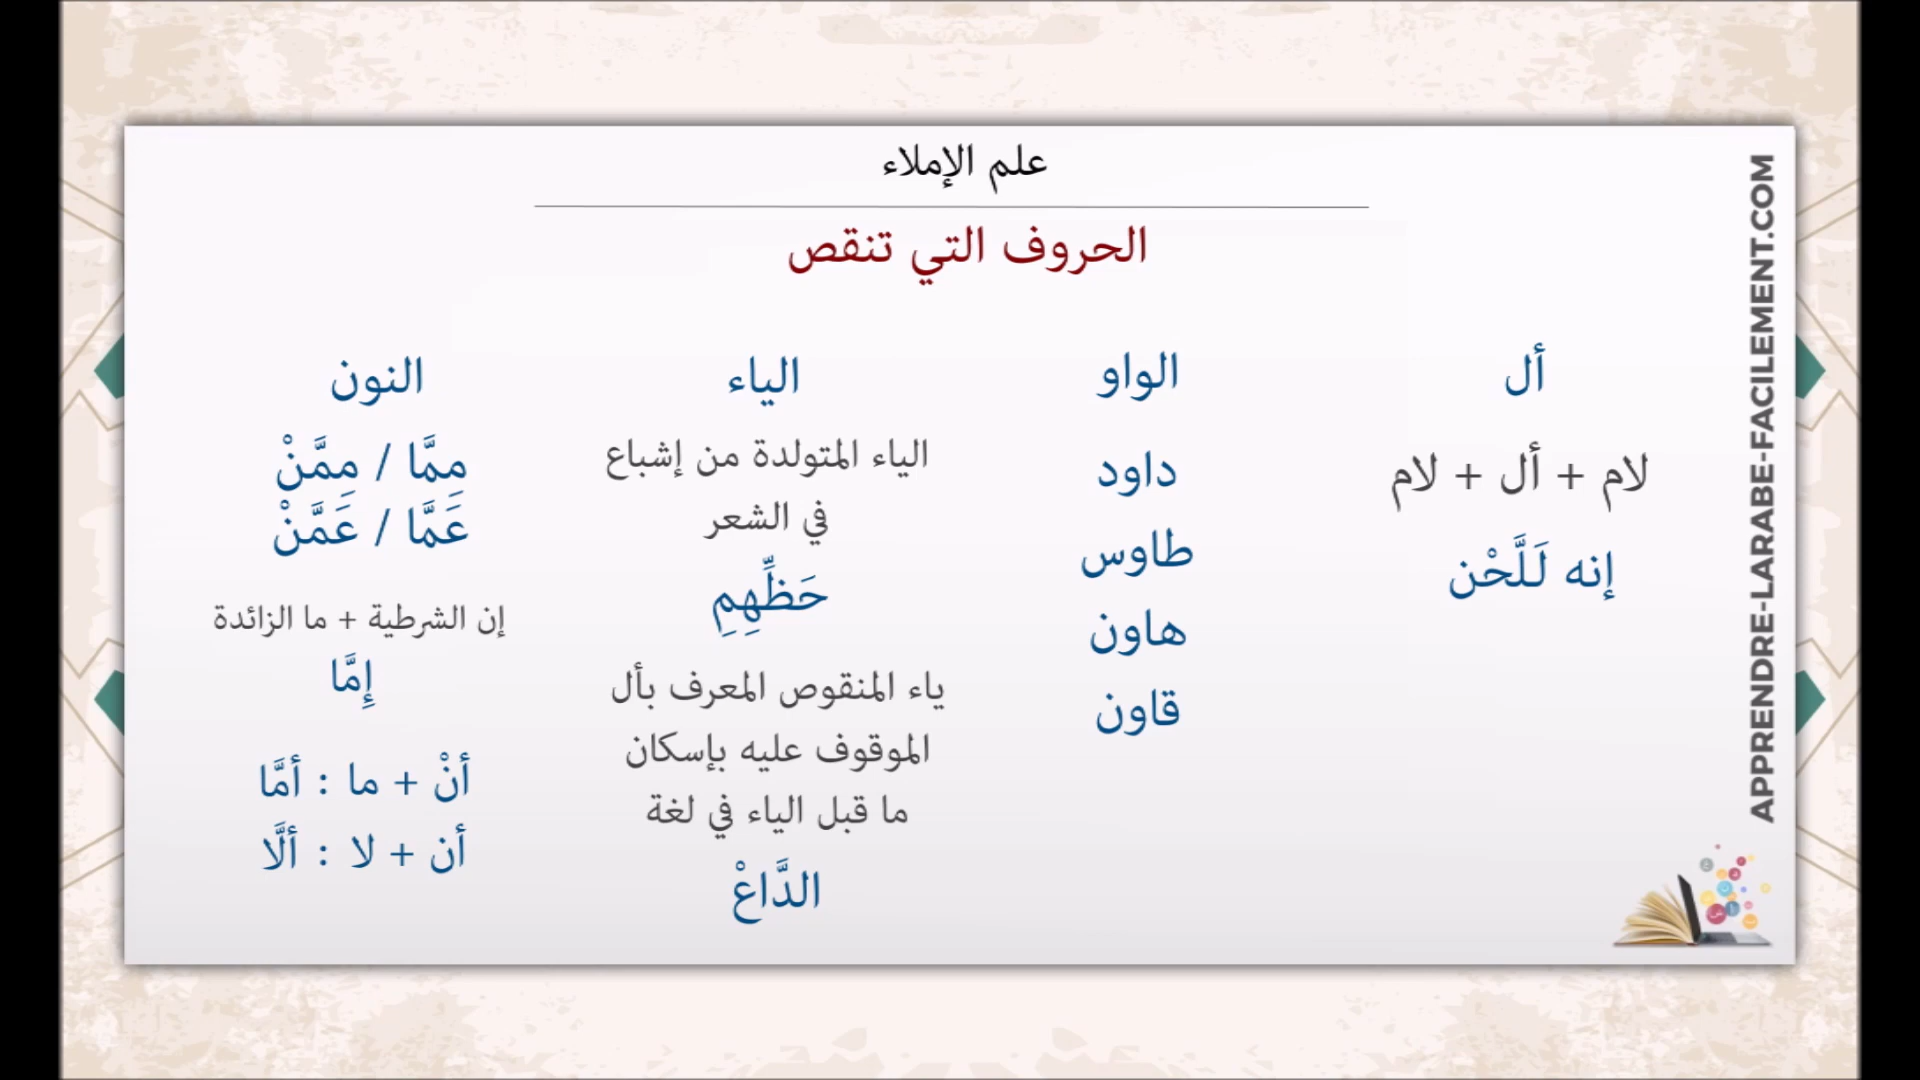 علم الإملاء
الحروف التي تنقص
أل
لام + أل + لام
إنه لَلَّحْن
الواو
داود
طاوس
هاون
قاون
الياء
الياء المتولدة من إشباع
في الشعر
حَظِّهِمِ
ياء المنقوص المعرف بأل
الموقوف عليه بإسكان
ما قبل الياء في لغة
الدَّاعْ
النون
مِمَّا / مِمَّنْ
عَمَّا / عَمَّنْ
إن الشرطية + ما الزائدة
إِمَّا
أنْ + ما : أمَّا
أن + لا : ألَّا
APPRENDRE-LARABE-FACILEMENT.COM